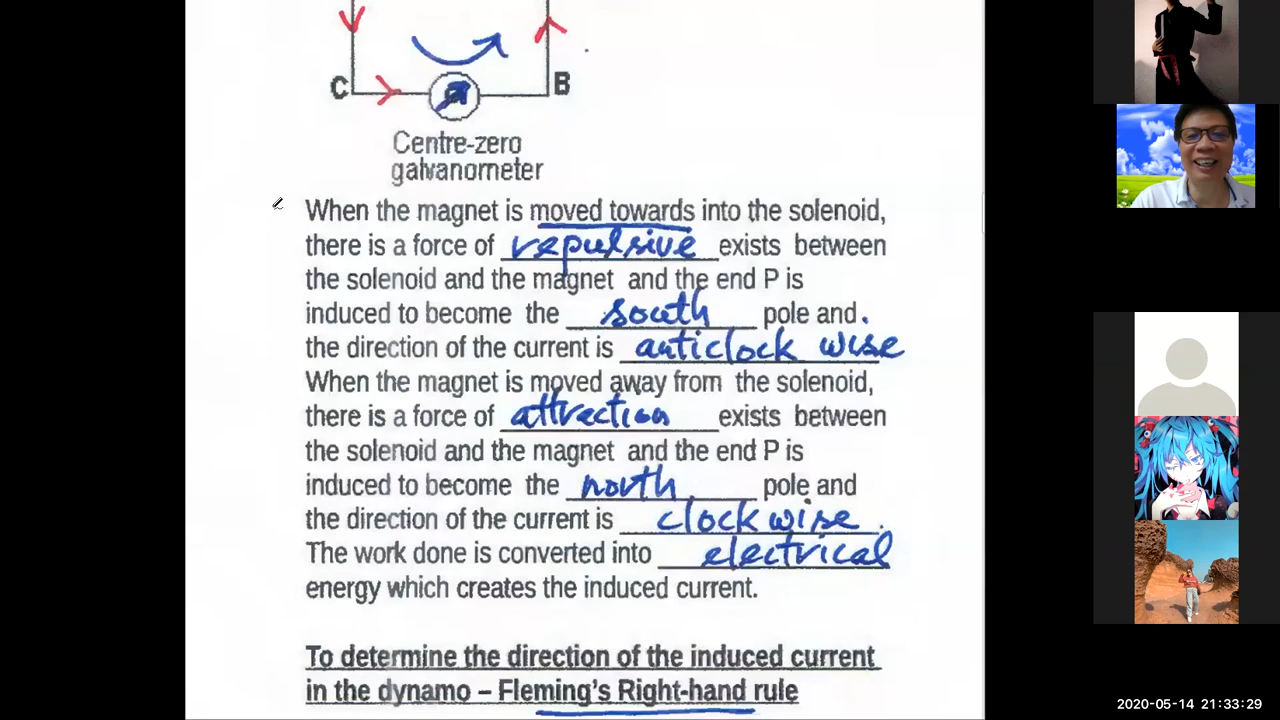 C
B
Centre-zero
galvanometer
When the magnet is moved towards into the solenoid,
there is a force of repulsive exists between
the solenoid and the magnet and the end P is
induced to become the south pole and
the direction of the current is anticlock wise
When the magnet is moved away from the solenoid,
there is a force of attraction exists between
the solenoid and the magnet and the end P is
induced to become the north pole and
the direction of the current is clockwise.
The work done is converted into electrical
energy which creates the induced current.
To determine the direction of the induced current
in the dynamo – Fleming's Right-hand rule
2020-05-14 21:33:29